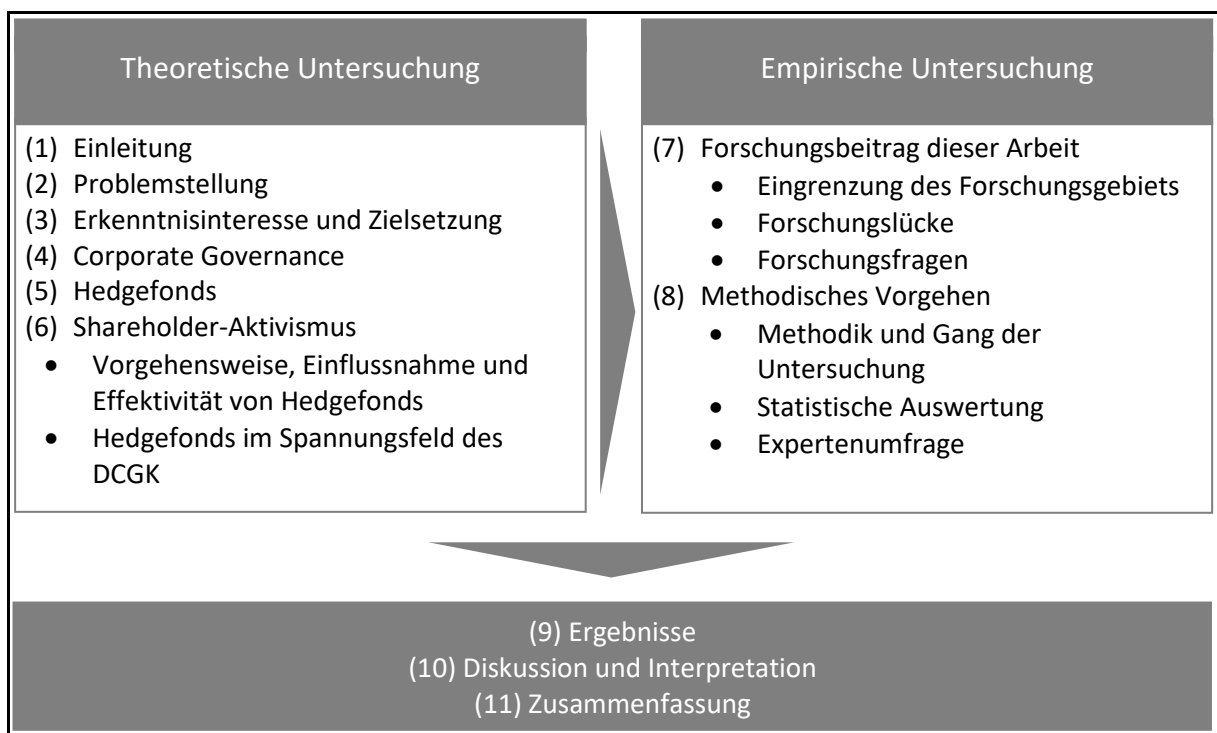 Theoretische Untersuchung
(1) Einleitung
(2) Problemstellung
(3) Erkenntnisinteresse und Zielsetzung
(4) Corporate Governance
(5) Hedgefonds
(6) Shareholder-Aktivismus
• Vorgehensweise, Einflussnahme und
Effektivität von Hedgefonds
• Hedgefonds im Spannungsfeld des
DCGK
Empirische Untersuchung
(7) Forschungsbeitrag dieser Arbeit
• Eingrenzung des Forschungsgebiets
• Forschungslücke
• Forschungsfragen
(8) Methodisches Vorgehen
• Methodik und Gang der
Untersuchung
• Statistische Auswertung
• Expertenumfrage
(9) Ergebnisse
(10) Diskussion und Interpretation
(11) Zusammenfassung